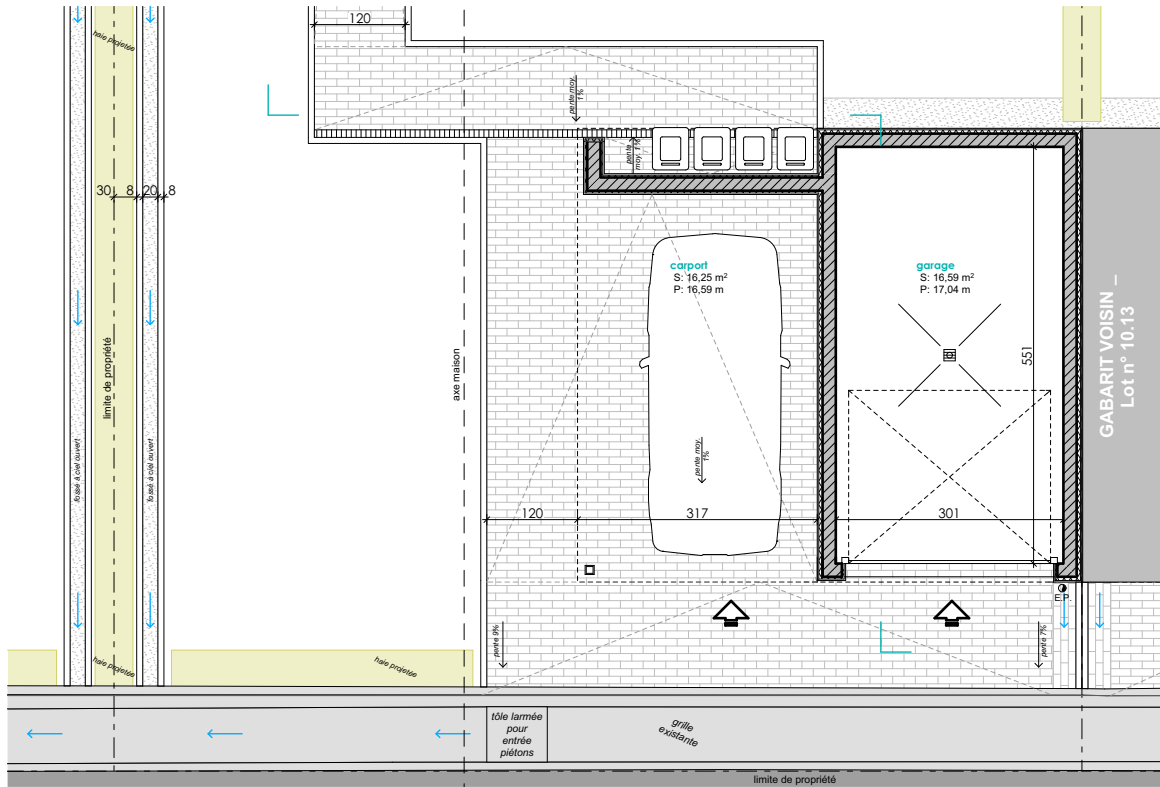 120
haie projetée
pente moy.
1%
pente
moy. 1%
30 8 20 8
carport
S: 16,25 m²
P: 16,59 m
garage
S: 16,59 m²
P: 17,04 m
GABARIT VOISIN _
Lot n° 10.13
limite de propriété
axe maison
551
fossé à ciel ouvert
fossé à ciel ouvert
pente moy.
1%
120
317
301
E.P.
pente 9%
pente 7%
haie projetée
haie projetée
tôle larmée
pour
entrée
piétons
grille
existante
limite de propriété